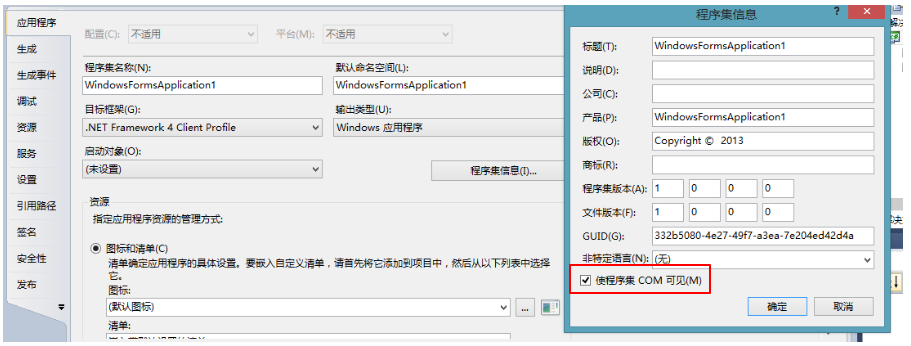 应用程序
生成
生成事件
调试
资源
服务
设置
引用路径
签名
安全性
发布
配置(C): 不适用 平台(M): 不适用
程序集名称(N): 默认命名空间(L):
WindowsFormsApplication1 WindowsFormsApplication1
目标框架(G): 输出类型(U):
.NET Framework 4 Client Profile Windows 应用程序
启动对象(O):
(未设置) 程序集信息(I)...
资源
指定应用程序资源的管理方式:
图标和清单(C)
清单确定应用程序的具体设置。要嵌入自定义清单，请首先将它添加到项目中，然后从以下列表中选择
它。
图标:
(默认图标) ...
清单:
程序集信息 ? ×
标题(T): WindowsFormsApplication1
说明(D):
公司(C):
产品(P): WindowsFormsApplication1
版权(O): Copyright © 2013
商标(R):
程序集版本(A): 1 0 0 0
文件版本(F): 1 0 0 0
GUID(G): 332b5080-4e27-49f7-a3ea-7e204ed42d4a
非特定语言(N): (无)
使程序集 COM 可见(M)
确定 取消